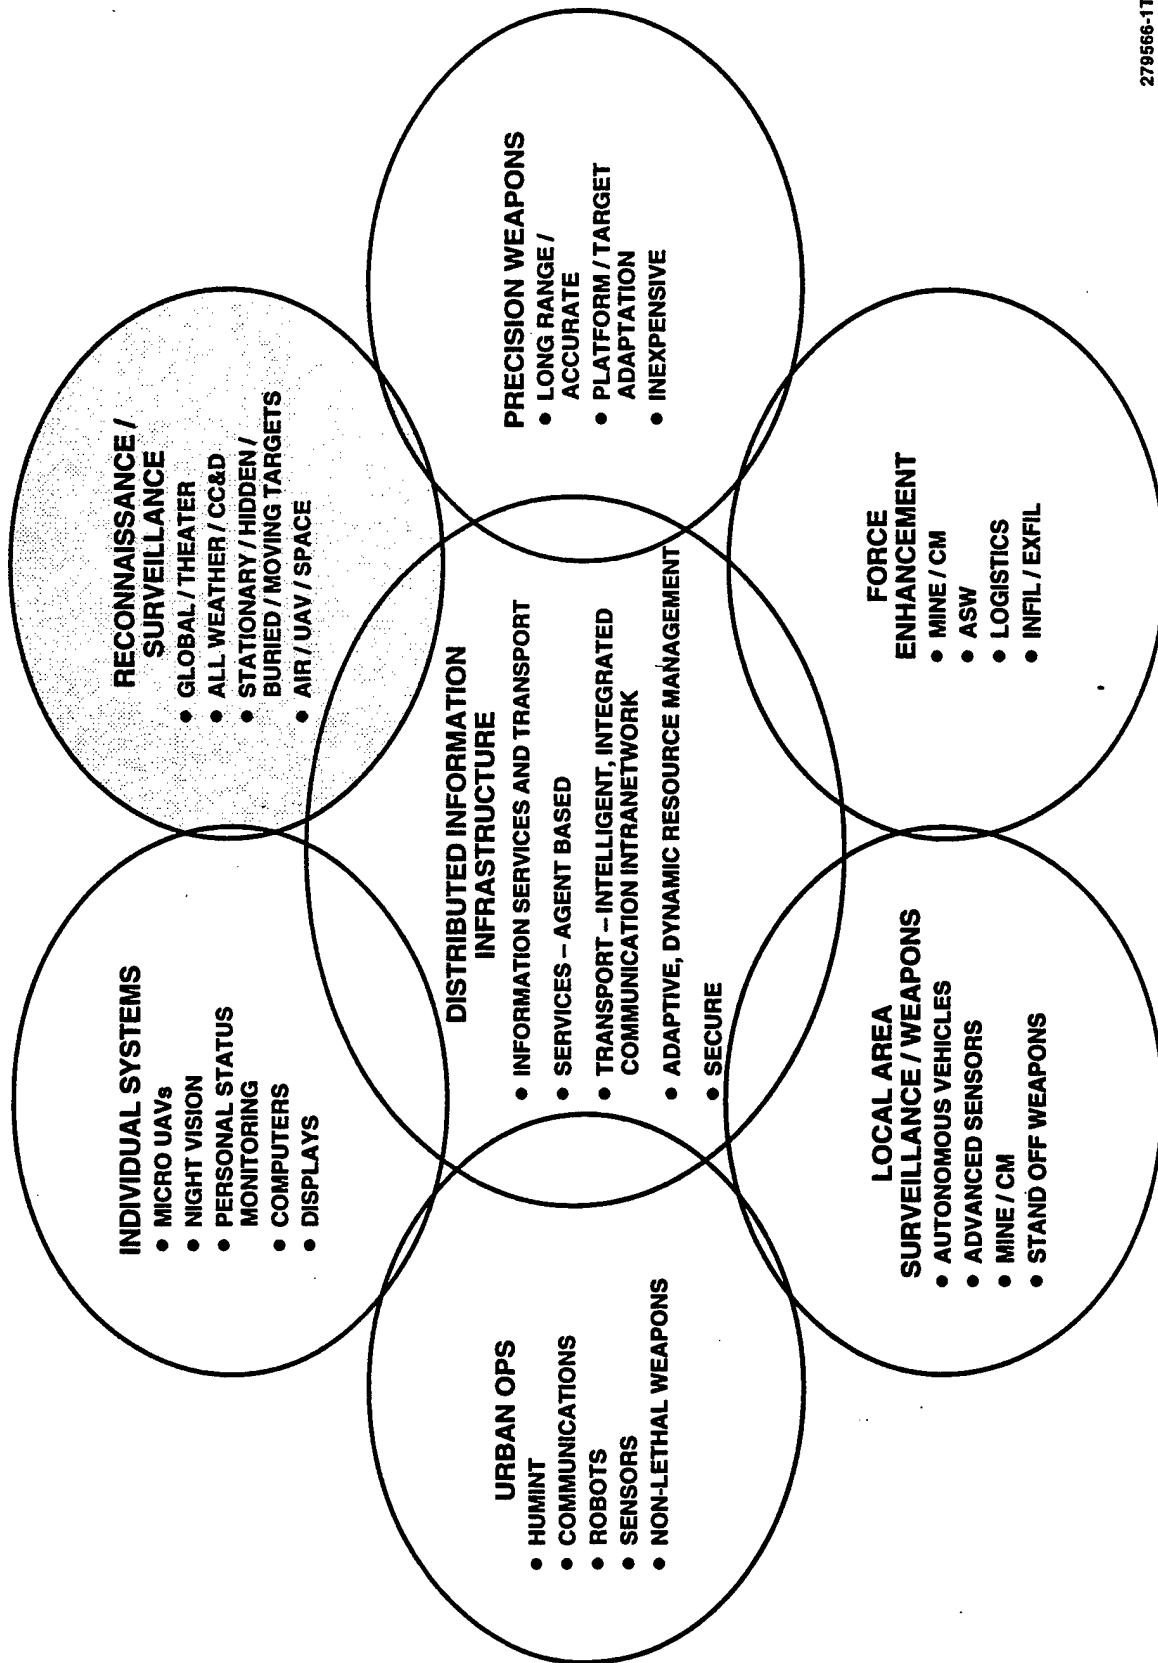 INDIVIDUAL SYSTEMS
• MICRO UAVs
• NIGHT VISION
• PERSONAL STATUS
MONITORING
• COMPUTERS
• DISPLAYS
RECONNAISSANCE /
SURVEILLANCE
• GLOBAL / THEATER
• ALL WEATHER / CC&D
• STATIONARY / HIDDEN /
BURIED / MOVING TARGETS
• AIR / UAV / SPACE
URBAN OPS
• HUMINT
• COMMUNICATIONS
• ROBOTS
• SENSORS
• NON-LETHAL WEAPONS
DISTRIBUTED INFORMATION
INFRASTRUCTURE
• INFORMATION SERVICES AND TRANSPORT
• SERVICES – AGENT BASED
• TRANSPORT – INTELLIGENT, INTEGRATED
COMMUNICATION INTRANETWORK
• ADAPTIVE, DYNAMIC RESOURCE MANAGEMENT
• SECURE
PRECISION WEAPONS
• LONG RANGE /
ACCURATE
• PLATFORM / TARGET
ADAPTATION
• INEXPENSIVE
LOCAL AREA
SURVEILLANCE / WEAPONS
• AUTONOMOUS VEHICLES
• ADVANCED SENSORS
• MINE / CM
• STAND OFF WEAPONS
FORCE
ENHANCEMENT
• MINE / CM
• ASW
• LOGISTICS
• INFIL / EXFIL
279566-1T